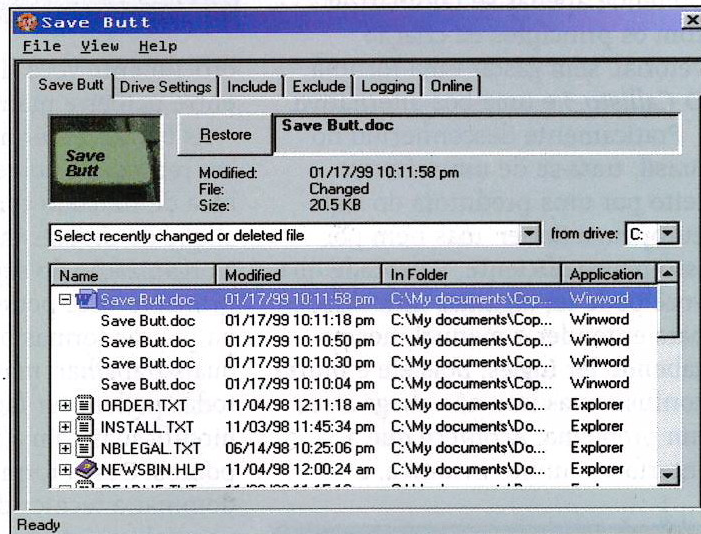 Save Butt
File View Help
Save Butt Drive Settings Include Exclude Logging Online
Save
Butt
Restore
Save Butt.doc
Modified: 01/17/99 10:11:58 pm
File: Changed
Size: 20.5 KB
Select recently changed or deleted file from drive: C:
Name Modified In Folder Application
Save Butt.doc 01/17/99 10:11:58 pm C:\My documents\Cop... Winword
Save Butt.doc 01/17/99 10:11:18 pm C:\My documents\Cop... Winword
Save Butt.doc 01/17/99 10:10:50 pm C:\My documents\Cop... Winword
Save Butt.doc 01/17/99 10:10:30 pm C:\My documents\Cop... Winword
Save Butt.doc 01/17/99 10:10:04 pm C:\My documents\Cop... Winword
ORDER.TXT 11/04/98 12:11:18 am C:\My documents\Do... Explorer
INSTALL.TXT 11/03/98 11:45:34 pm C:\My documents\Do... Explorer
NBLEGAL.TXT 06/14/98 10:25:06 pm C:\My documents\Do... Explorer
NEWSBIN.HLP 11/04/98 12:00:24 am C:\My documents\Do... Explorer
Ready